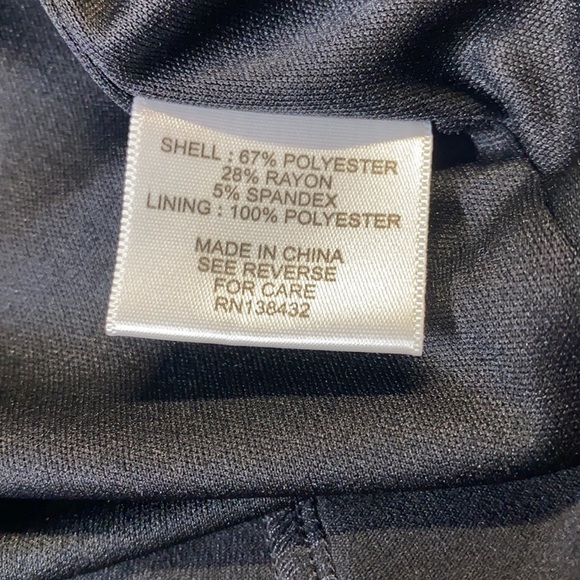 SHELL : 67% POLYESTER
28% RAYON
5% SPANDEX
LINING : 100% POLYESTER
MADE IN CHINA
SEE REVERSE
FOR CARE
RN138432